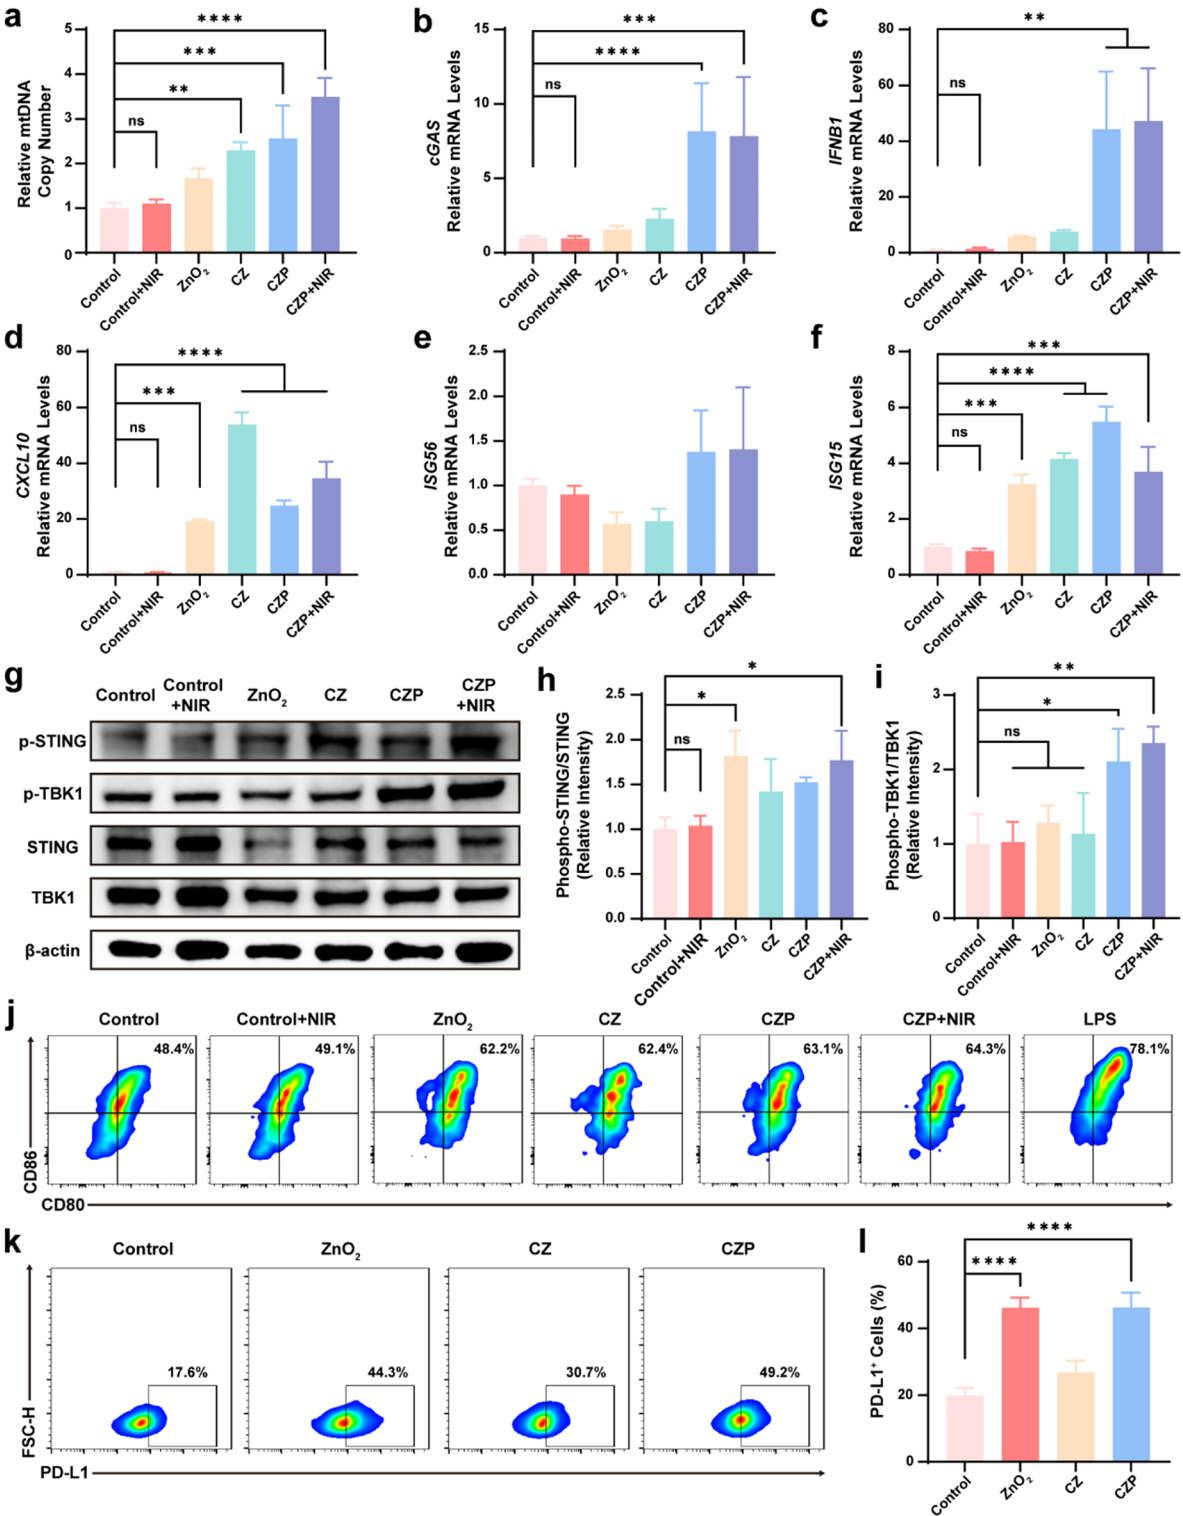 a
Relative mtDNA
Copy Number
5
4
3
2
1
0
****
***
**
ns
Control
Control+NIR
ZnO₂
CZ
CZP
CZP+NIR
b
cGAS
Relative mRNA Levels
15
10
5
0
***
****
ns
Control
Control+NIR
ZnO₂
CZ
CZP
CZP+NIR
c
IFNB1
Relative mRNA Levels
80
60
40
20
0
**
ns
Control
Control+NIR
ZnO₂
CZ
CZP
CZP+NIR
d
CXCL10
Relative mRNA Levels
80
60
40
20
0
****
***
ns
Control
Control+NIR
ZnO₂
CZ
CZP
CZP+NIR
e
ISG56
Relative mRNA Levels
2.5
2.0
1.5
1.0
0.5
0.0
Control
Control+NIR
ZnO₂
CZ
CZP
CZP+NIR
f
ISG15
Relative mRNA Levels
8
6
4
2
0
***
****
***
ns
Control
Control+NIR
ZnO₂
CZ
CZP
CZP+NIR
g
Control
Control
+NIR
ZnO₂
CZ
CZP
CZP
+NIR
p-STING
p-TBK1
STING
TBK1
β-actin
h
Phospho-STING/STING
(Relative Intensity)
2.5
2.0
1.5
1.0
0.5
0.0
*
*
ns
Control
Control+NIR
ZnO₂
CZ
CZP
CZP+NIR
i
Phospho-TBK1/TBK1
(Relative Intensity)
3
2
1
0
**
*
ns
Control
Control+NIR
ZnO₂
CZ
CZP
CZP+NIR
j
Control
Control+NIR
ZnO₂
CZ
CZP
CZP+NIR
LPS
48.4%
49.1%
62.2%
62.4%
63.1%
64.3%
78.1%
CD86
CD80
k
Control
ZnO₂
CZ
CZP
17.6%
44.3%
30.7%
49.2%
FSC-H
PD-L1
l
PD-L1⁺ Cells (%)
60
40
20
0
****
****
Control
ZnO₂
CZ
CZP